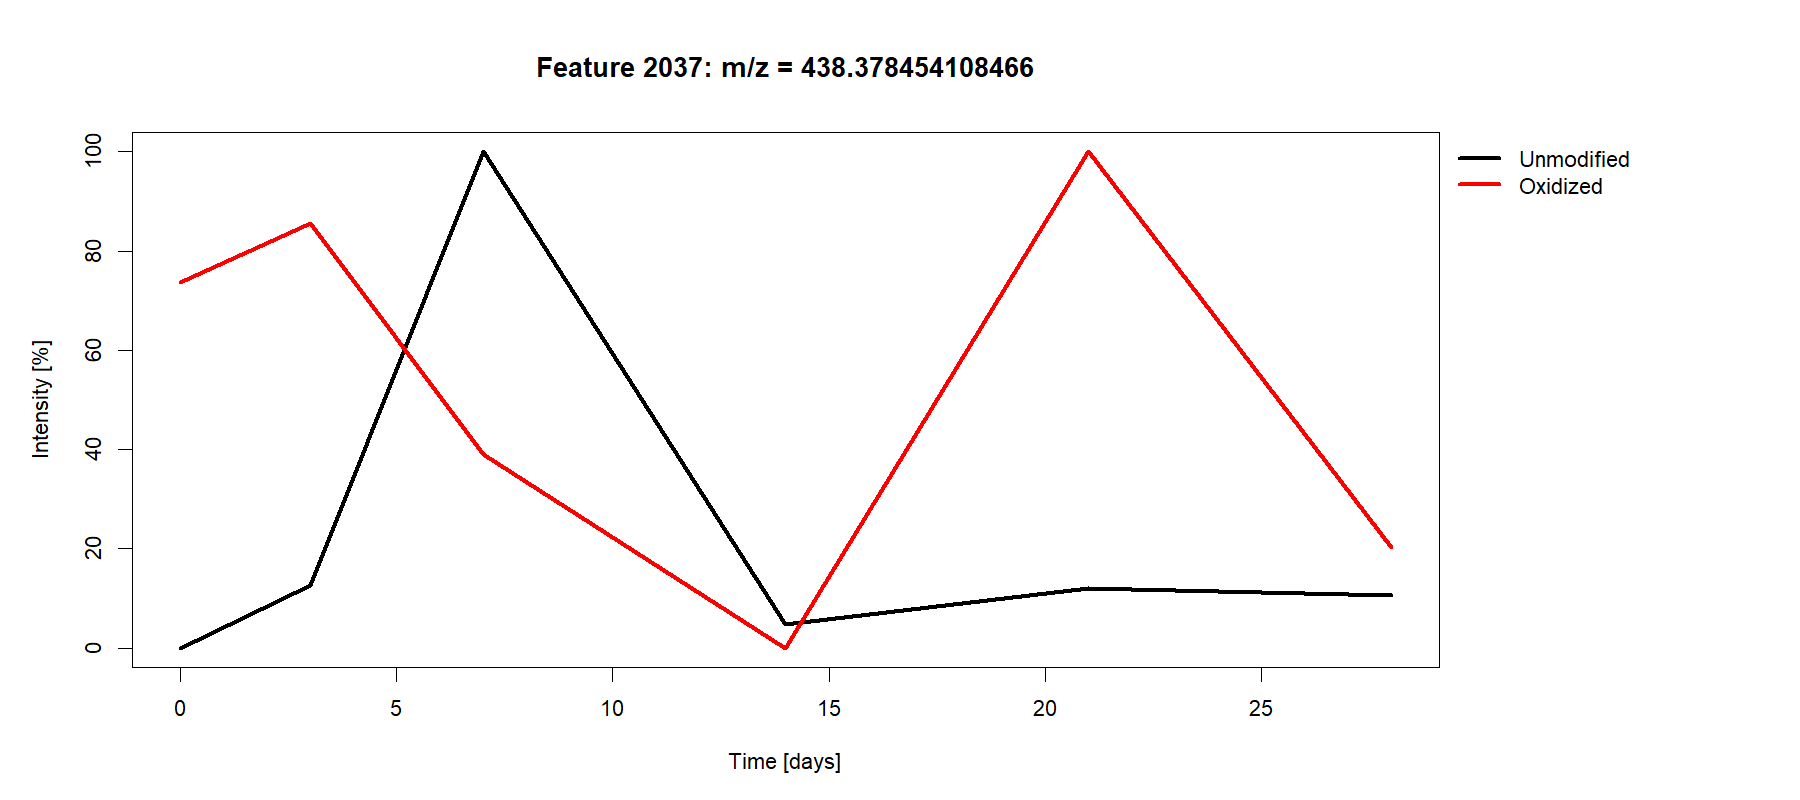 Feature 2037: m/z = 438.378454108466
Unmodified
Oxidized
Intensity [%]
100
80
60
40
20
0
0 5 10 15 20 25
Time [days]